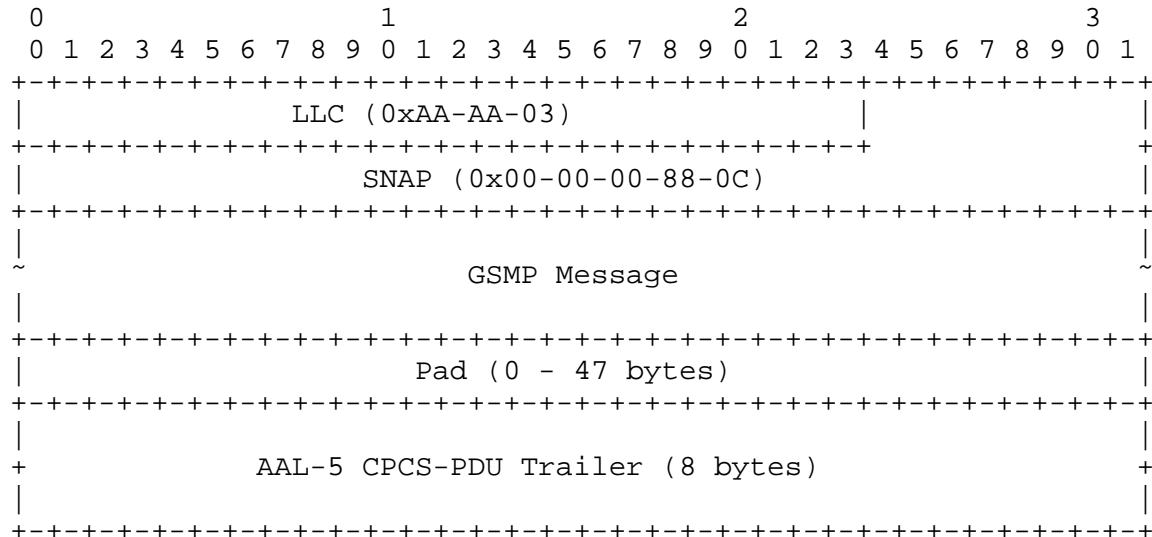 0                   1                   2                   3
 0 1 2 3 4 5 6 7 8 9 0 1 2 3 4 5 6 7 8 9 0 1 2 3 4 5 6 7 8 9 0 1
+-+-+-+-+-+-+-+-+-+-+-+-+-+-+-+-+-+-+-+-+-+-+-+-+-+-+-+-+-+-+-+-+
|               LLC (0xAA-AA-03)                |               |
+-+-+-+-+-+-+-+-+-+-+-+-+-+-+-+-+-+-+-+-+-+-+-+-+               +
|                   SNAP (0x00-00-00-88-0C)                     |
+-+-+-+-+-+-+-+-+-+-+-+-+-+-+-+-+-+-+-+-+-+-+-+-+-+-+-+-+-+-+-+-+
|                                                               |
~                         GSMP Message                          ~
|                                                               |
+-+-+-+-+-+-+-+-+-+-+-+-+-+-+-+-+-+-+-+-+-+-+-+-+-+-+-+-+-+-+-+-+
|                      Pad (0 - 47 bytes)                       |
+-+-+-+-+-+-+-+-+-+-+-+-+-+-+-+-+-+-+-+-+-+-+-+-+-+-+-+-+-+-+-+-+
|                                                               |
+             AAL-5 CPCS-PDU Trailer (8 bytes)                  +
|                                                               |
+-+-+-+-+-+-+-+-+-+-+-+-+-+-+-+-+-+-+-+-+-+-+-+-+-+-+-+-+-+-+-+-+